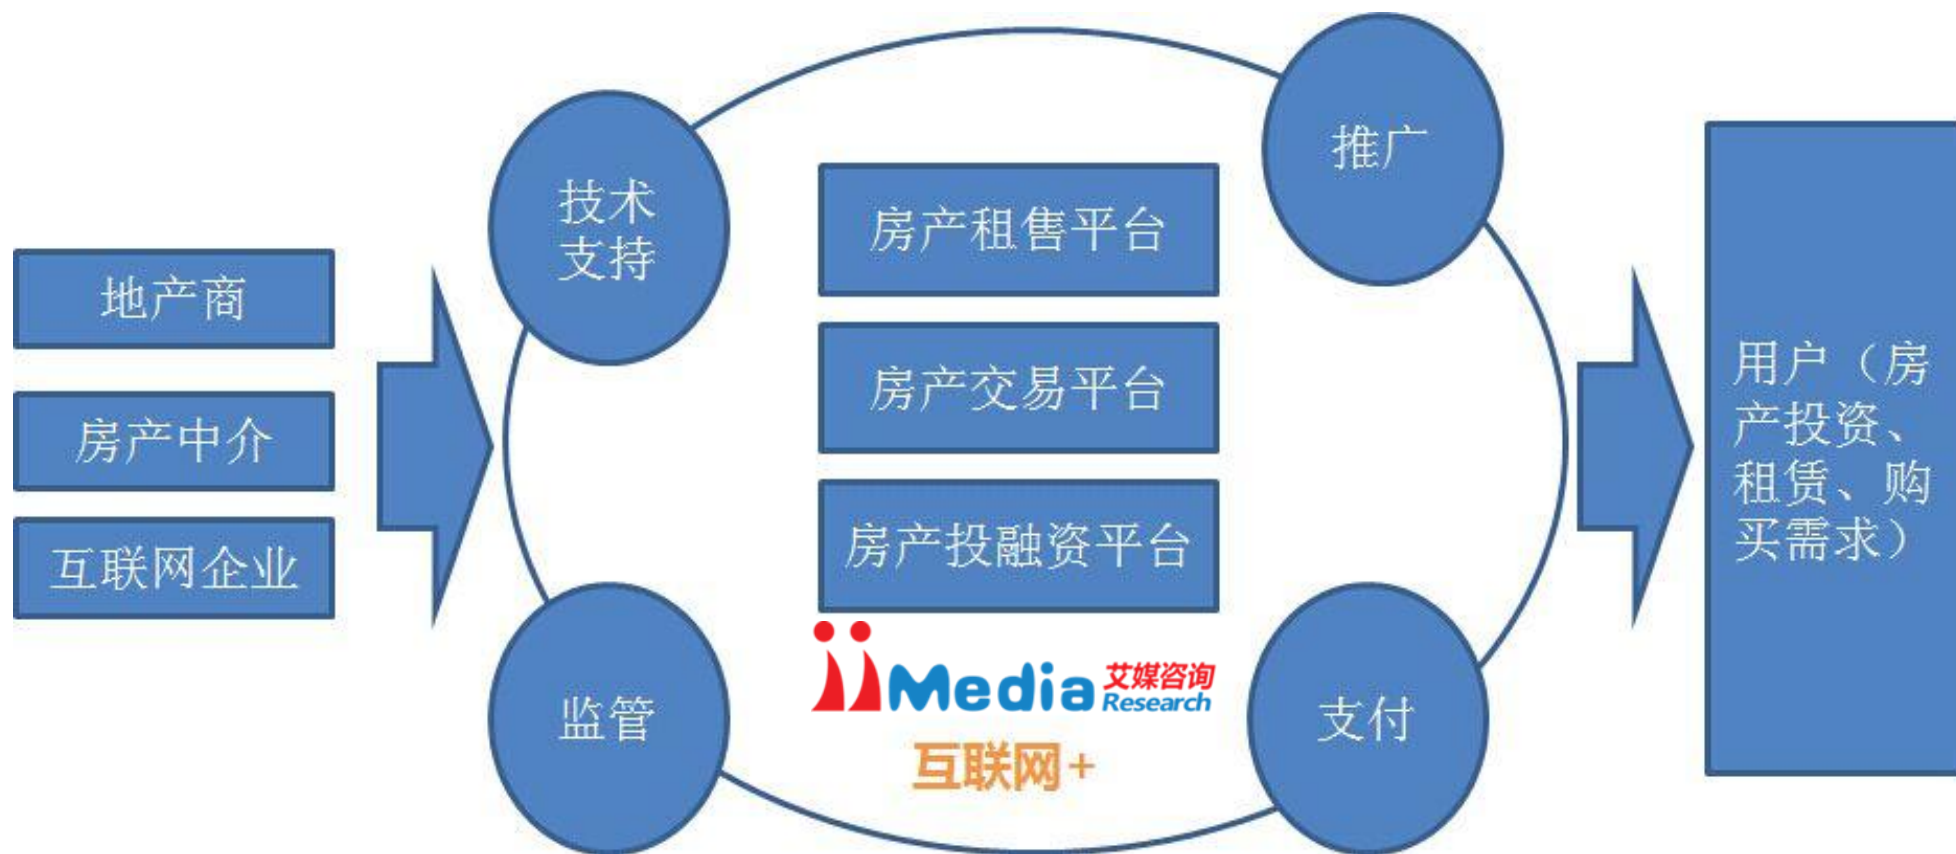 地产商
房产中介
互联网企业
技术
支持
监管
房产租售平台
房产交易平台
房产投融资平台
iiMedia 艾媒咨询
Research
互联网+
推广
支付
用户（房
产投资、
租赁、购
买需求）